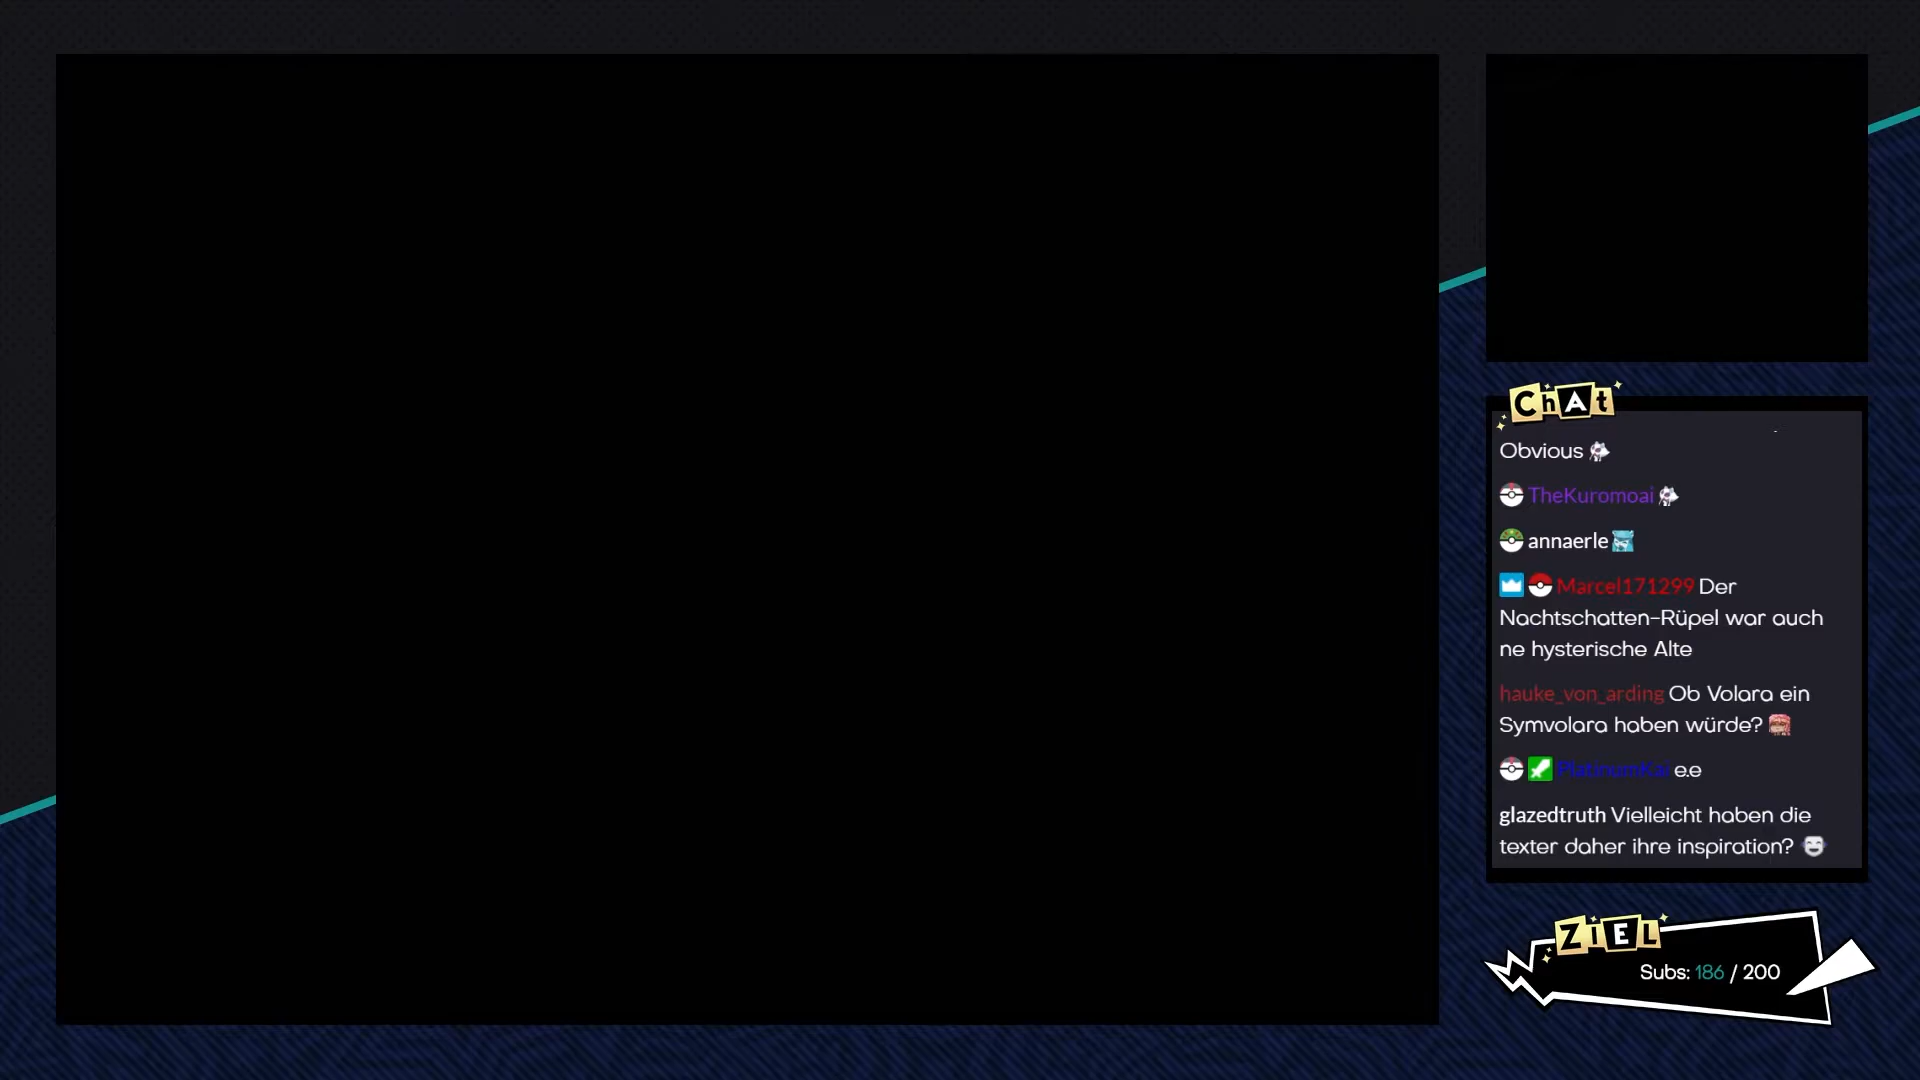 ChAt
Obvious
TheKuromoai
annaerle
Marcel171299 Der
Nachtschatten-Rüpel war auch
ne hysterische Alte
hauke_von_arding Ob Volara ein
Symvolara haben würde?
PlatinumKai e.e
glazedtruth Vielleicht haben die
texter daher ihre inspiration?
ZiEL
Subs: 186 / 200